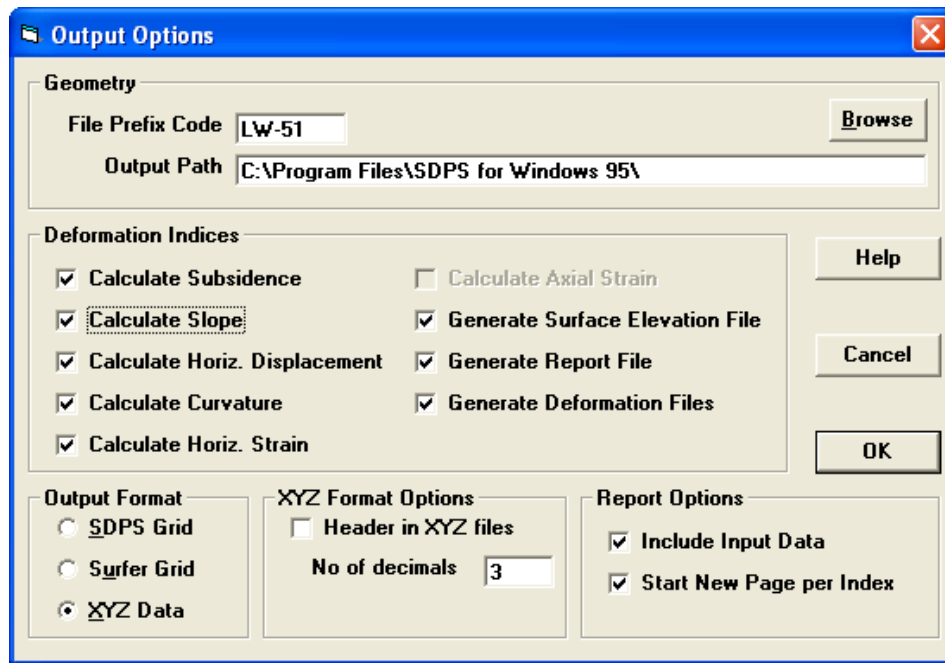 Output Options
Geometry
File Prefix Code LW-51
Browse
Output Path C:\Program Files\SDPS for Windows 95\
Deformation Indices
Calculate Subsidence
Calculate Slope
Calculate Horiz. Displacement
Calculate Curvature
Calculate Horiz. Strain
Calculate Axial Strain
Generate Surface Elevation File
Generate Report File
Generate Deformation Files
Help
Cancel
OK
Output Format
SDPS Grid
Surfer Grid
XYZ Data
XYZ Format Options
Header in XYZ files
No of decimals 3
Report Options
Include Input Data
Start New Page per Index